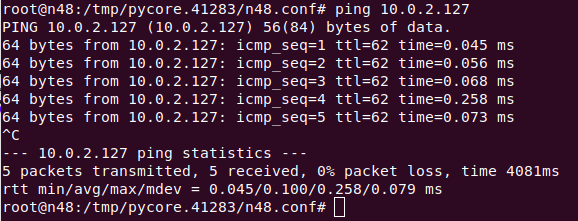 root@n48:/tmp/pycore.41283/n48.conf# ping 10.0.2.127
PING 10.0.2.127 (10.0.2.127) 56(84) bytes of data.
64 bytes from 10.0.2.127: icmp_seq=1 ttl=62 time=0.045 ms
64 bytes from 10.0.2.127: icmp_seq=2 ttl=62 time=0.056 ms
64 bytes from 10.0.2.127: icmp_seq=3 ttl=62 time=0.068 ms
64 bytes from 10.0.2.127: icmp_seq=4 ttl=62 time=0.258 ms
64 bytes from 10.0.2.127: icmp_seq=5 ttl=62 time=0.073 ms
^C
--- 10.0.2.127 ping statistics ---
5 packets transmitted, 5 received, 0% packet loss, time 4081ms
rtt min/avg/max/mdev = 0.045/0.100/0.258/0.079 ms
root@n48:/tmp/pycore.41283/n48.conf#